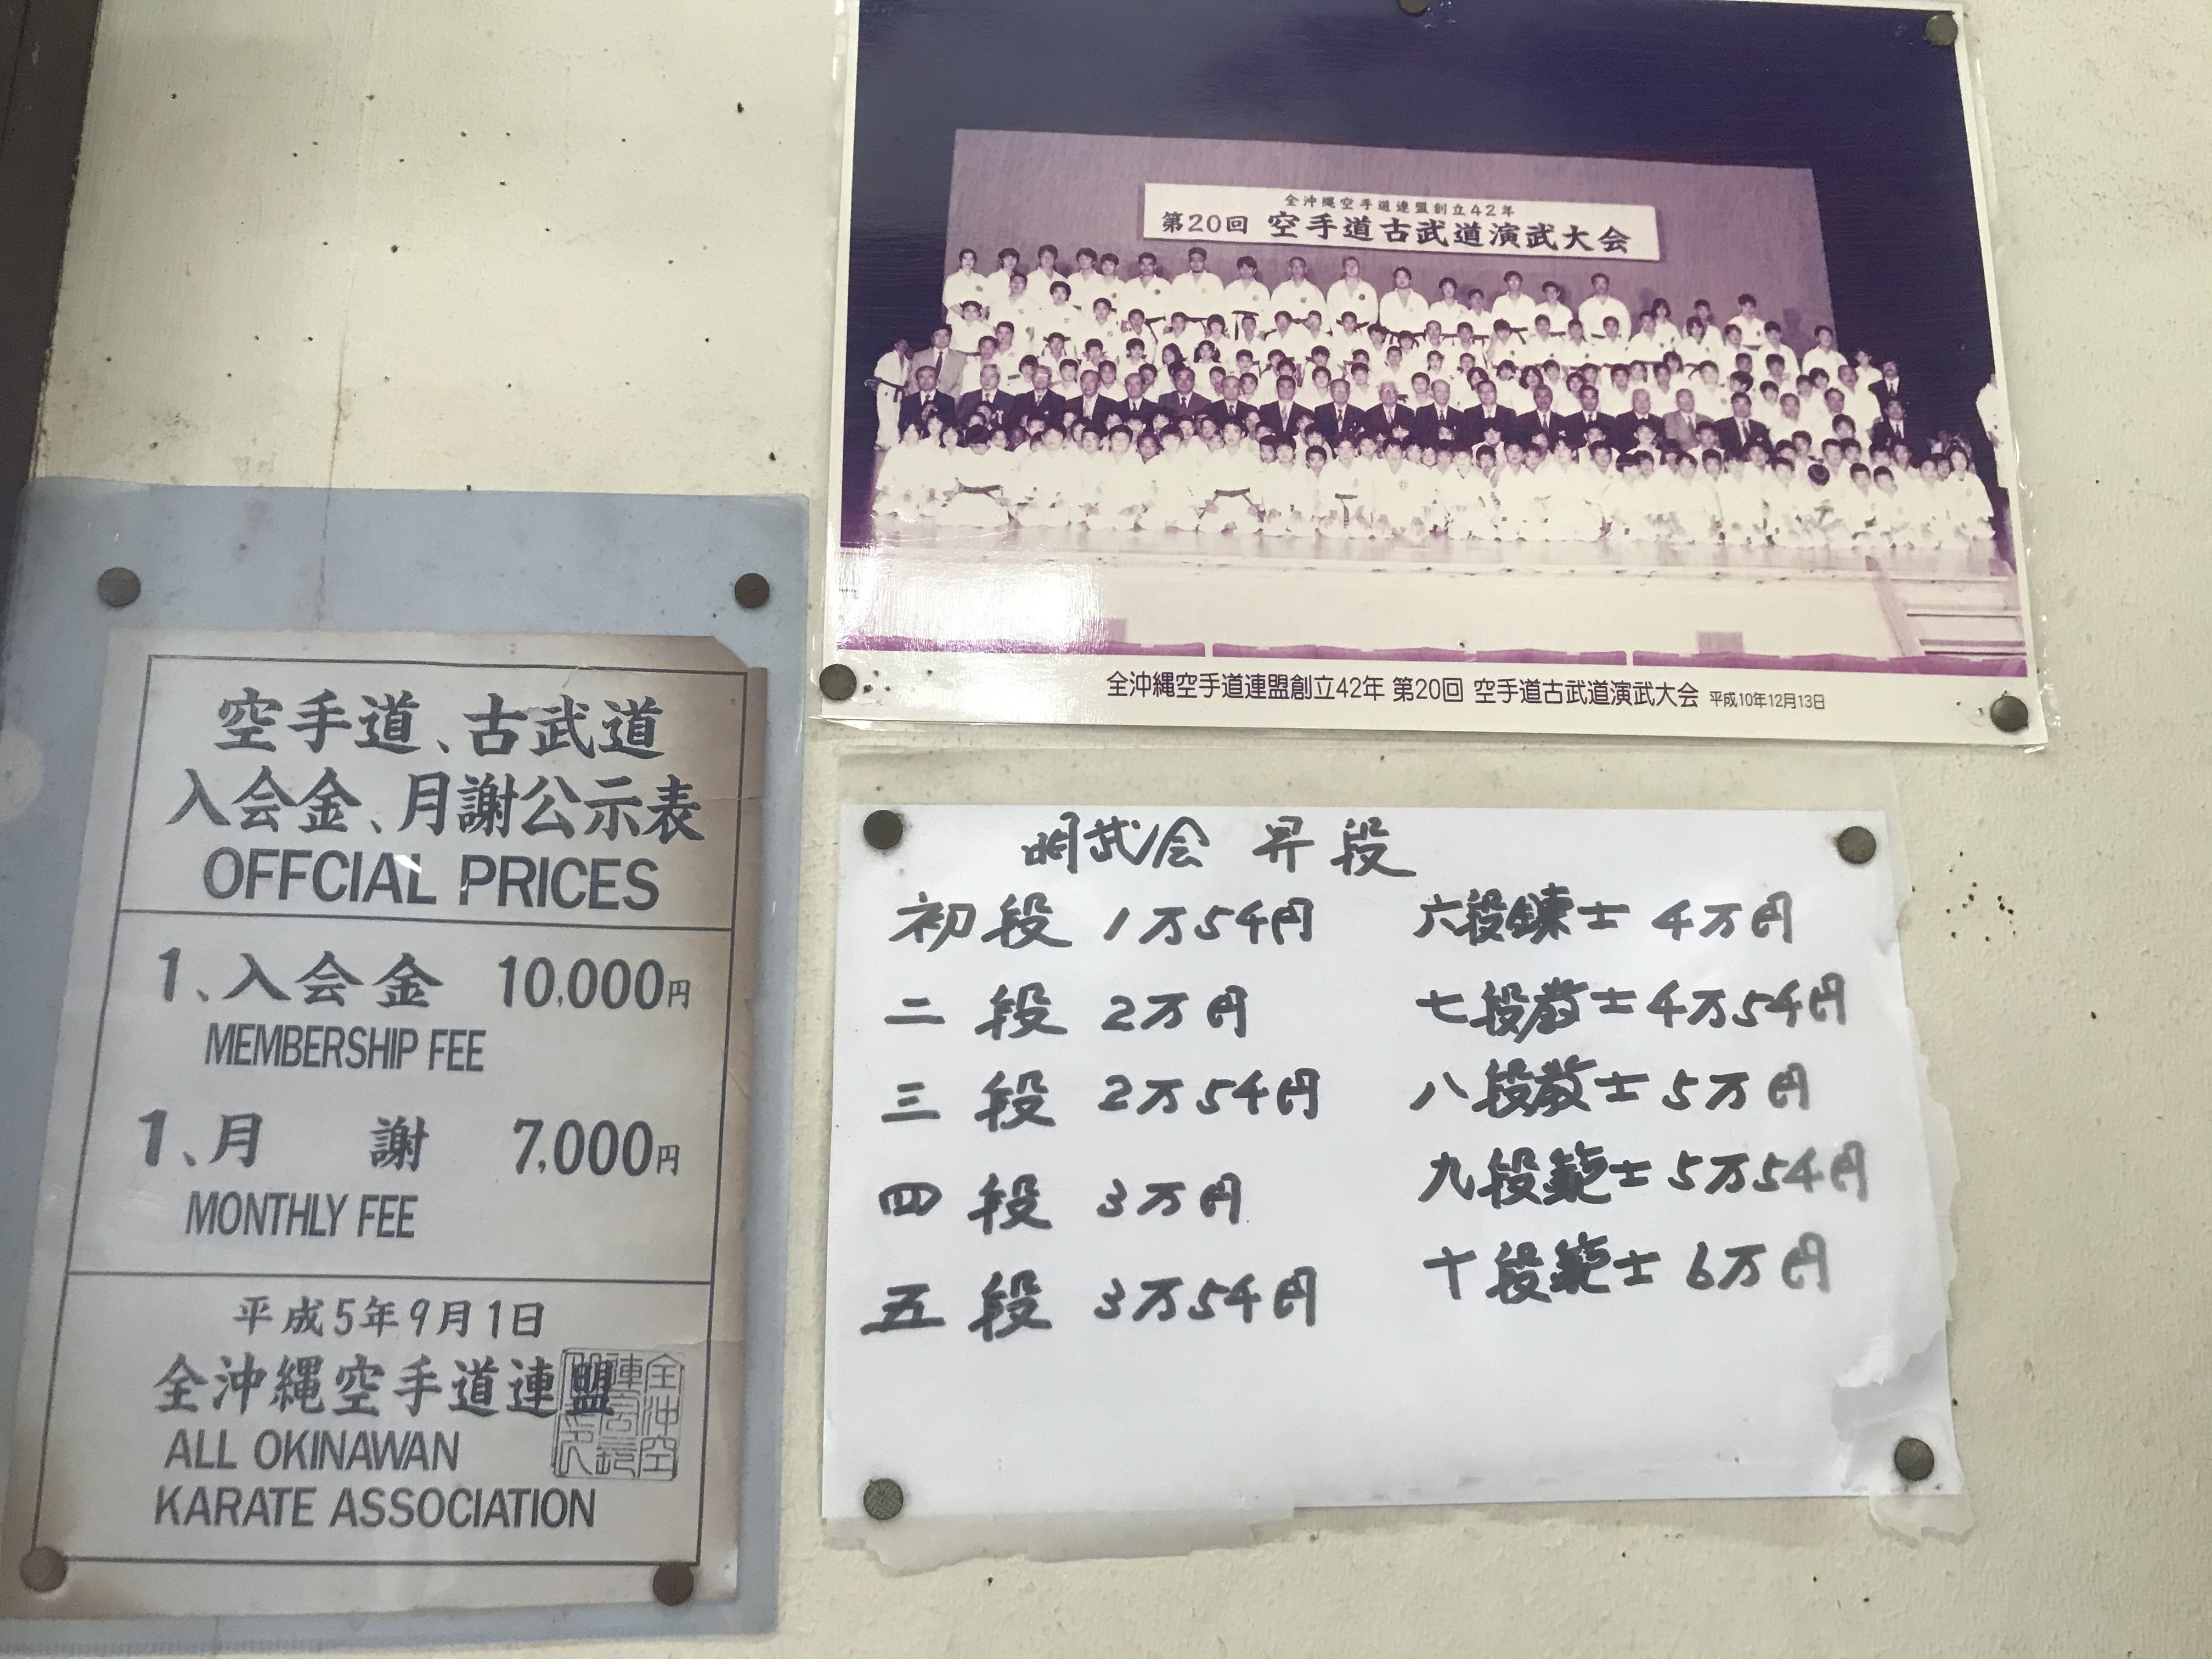 全沖縄空手道連盟創立42年
第20回 空手道古武道演武大会
全沖縄空手道連盟創立42年 第20回 空手道古武道演武大会 平成10年12月13日
空手道、古武道
入会金、月謝公示表
OFFCIAL PRICES
1、入会金 10,000円
MEMBERSHIP FEE
1、月 謝 7,000円
MONTHLY FEE
平成5年9月1日
全沖縄空手道連盟
ALL OKINAWAN
KARATE ASSOCIATION
明武会 昇段
初段 1万5千円
二段 2万円
三段 2万5千円
四段 3万円
五段 3万5千円
六段錬士 4万円
七段教士 4万5千円
八段教士 5万円
九段範士 5万5千円
十段範士 6万円